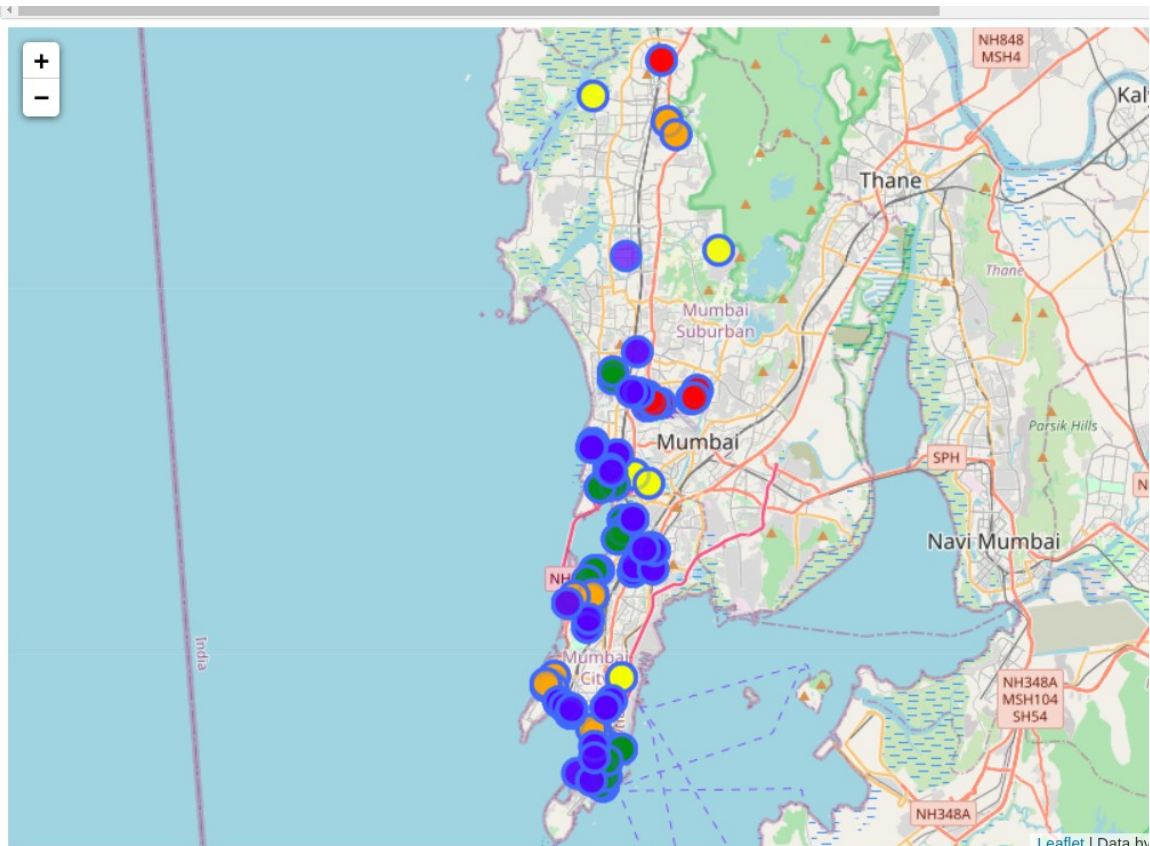 +
−
NH848
MSH4
Thane
Thane
Mumbai
Suburban
Mumbai
Parsik Hills
SPH
Navi Mumbai
NH
India
Mumbai
City
NH348A
MSH104
SH54
NH348A
Leaflet | Data by